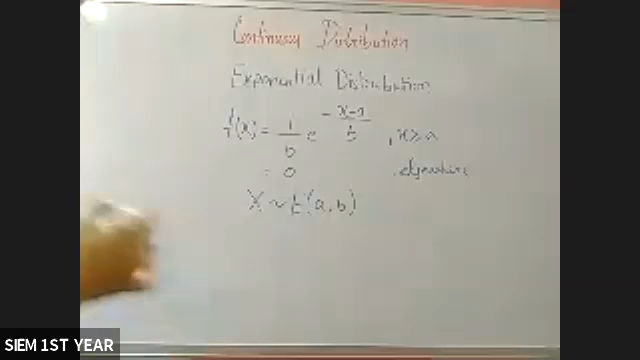 Continuous Distribution
Exponential Distribution
f(x) = 1/b e^{-(x-a)/b} , x ≥ a
= 0 , elsewhere
X ~ E(a, b)
SIEM 1ST YEAR